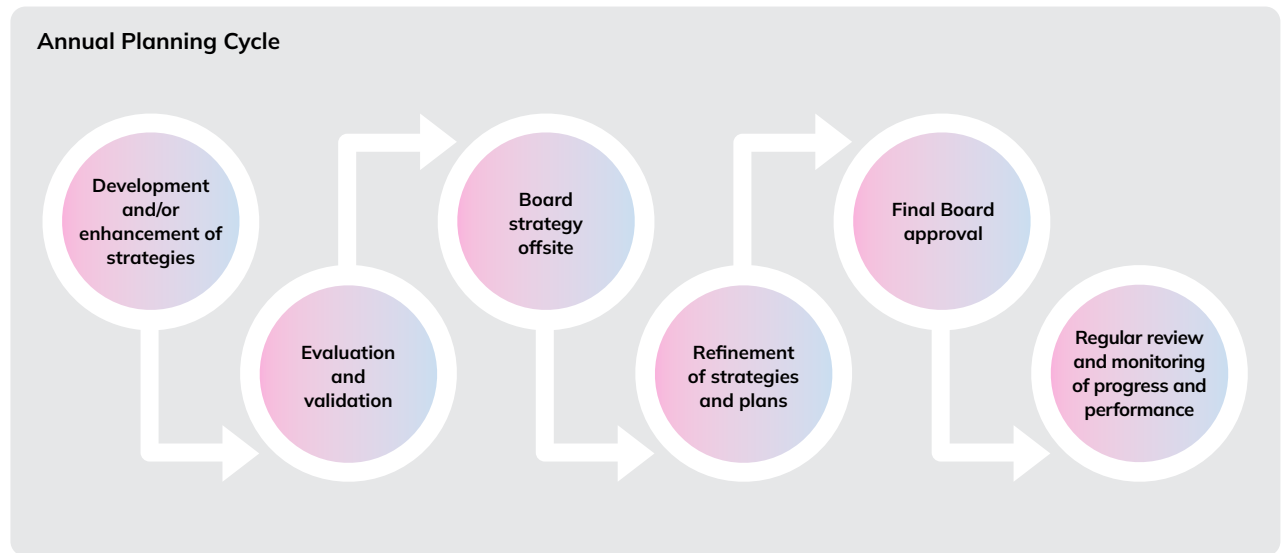 Annual Planning Cycle
Development
and/or
enhancement of
strategies
Evaluation
and
validation
Board
strategy
offsite
Refinement
of strategies
and plans
Final Board
approval
Regular review
and monitoring
of progress and
performance